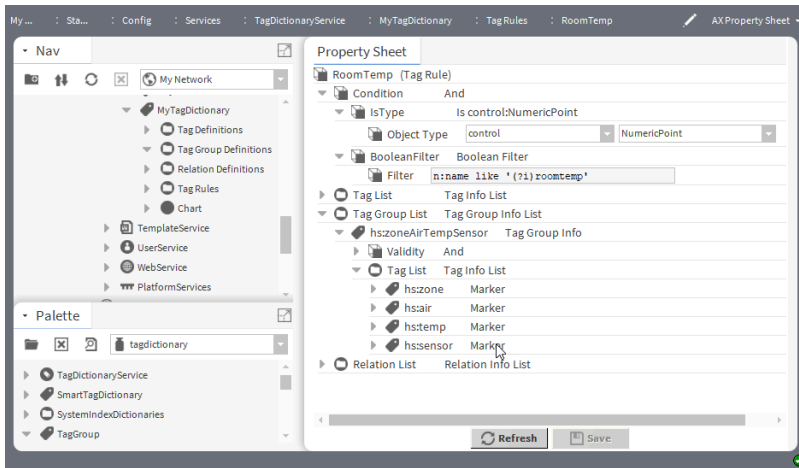 My ... : Sta... : Config : Services : TagDictionaryService : MyTagDictionary : Tag Rules : RoomTemp AX Property Sheet
Nav
My Network
MyTagDictionary
Tag Definitions
Tag Group Definitions
Relation Definitions
Tag Rules
Chart
TemplateService
UserService
WebService
PlatformServices
Palette
tagdictionary
TagDictionaryService
SmartTagDictionary
SystemIndexDictionaries
TagGroup
Property Sheet
RoomTemp (Tag Rule)
Condition And
IsType Is control:NumericPoint
Object Type control NumericPoint
BooleanFilter Boolean Filter
Filter n:name like '(?i)roomtemp'
Tag List Tag Info List
Tag Group List Tag Group Info List
hs:zoneAirTempSensor Tag Group Info
Validity And
Tag List Tag Info List
hs:zone Marker
hs:air Marker
hs:temp Marker
hs:sensor Marker
Relation List Relation Info List
Refresh Save